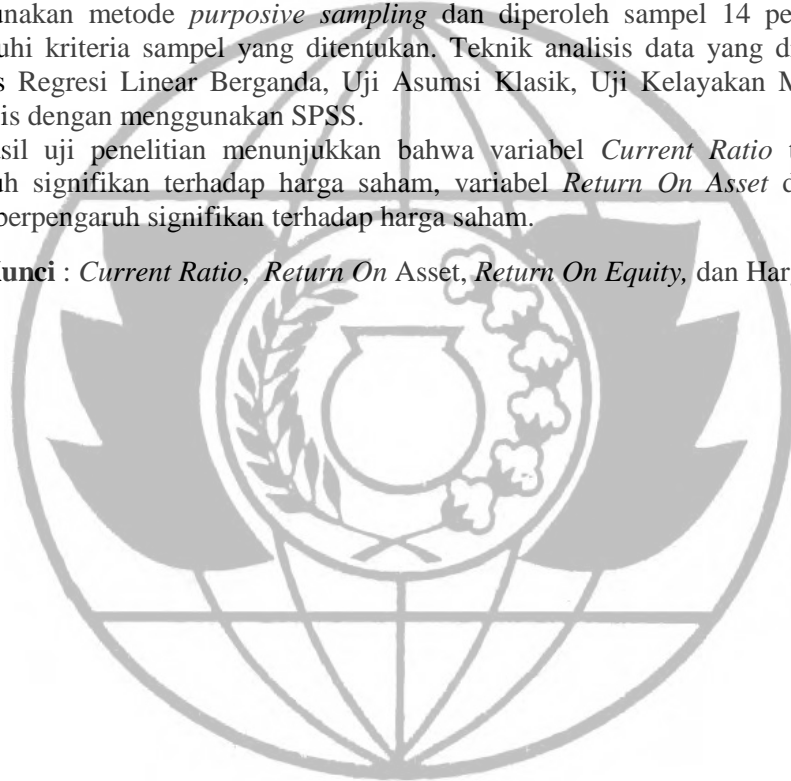 unakan metode purposive sampling dan diperoleh sampel 14 pe
uhi kriteria sampel yang ditentukan. Teknik analisis data yang d
s Regresi Linear Berganda, Uji Asumsi Klasik, Uji Kelayakan M
is dengan menggunakan SPSS.
asil uji penelitian menunjukkan bahwa variabel Current Ratio t
uh signifikan terhadap harga saham, variabel Return On Asset d
berpengaruh signifikan terhadap harga saham.
Kunci : Current Ratio, Return On Asset, Return On Equity, dan Har